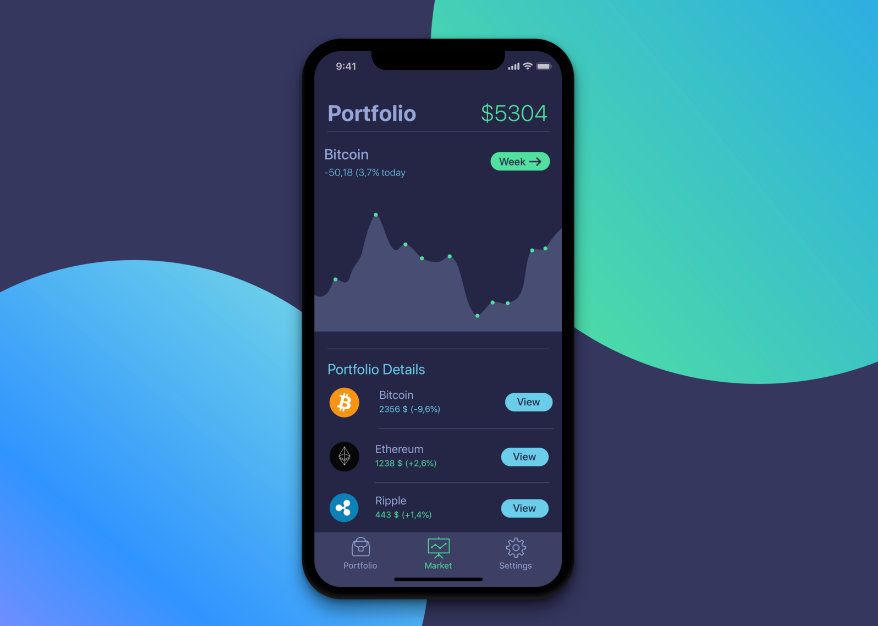 9:41
Portfolio
$5304
Bitcoin
Week
-50,18 (3,7% today
Portfolio Details
Bitcoin
2356 $ (-9,6%)
View
Ethereum
1238 $ (+2,6%)
View
Ripple
443 $ (+1,4%)
View
Portfolio
Market
Settings